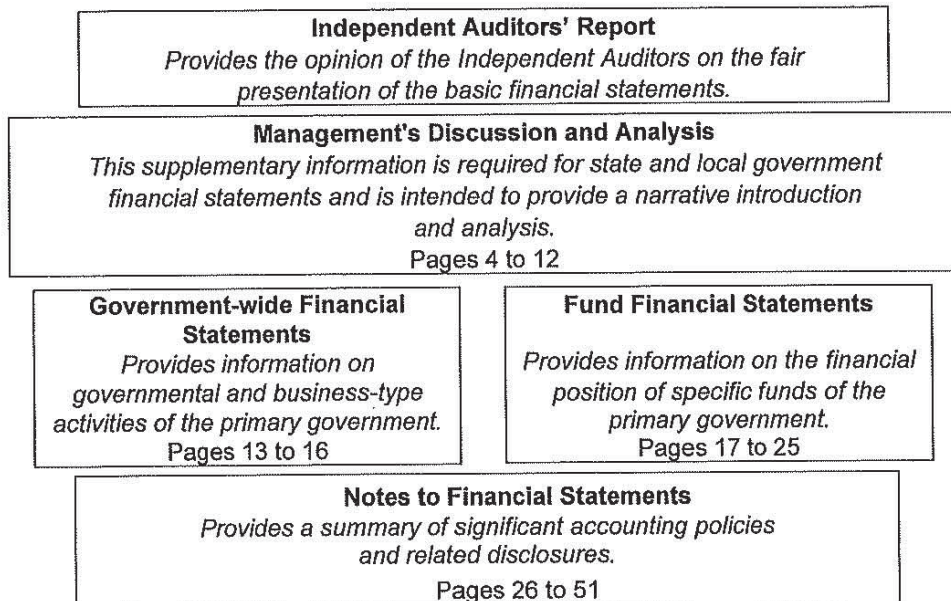 Independent Auditors' Report
Provides the opinion of the Independent Auditors on the fair
presentation of the basic financial statements.
Management's Discussion and Analysis
This supplementary information is required for state and local government
financial statements and is intended to provide a narrative introduction
and analysis.
Pages 4 to 12
Government-wide Financial
Statements
Provides information on
governmental and business-type
activities of the primary government.
Pages 13 to 16
Fund Financial Statements
Provides information on the financial
position of specific funds of the
primary government.
Pages 17 to 25
Notes to Financial Statements
Provides a summary of significant accounting policies
and related disclosures.
Pages 26 to 51